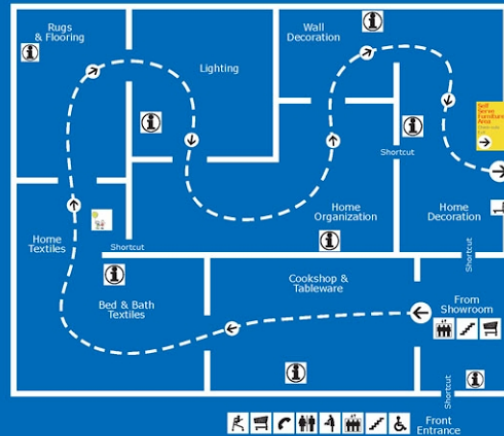 Rugs
& Flooring
Lighting
Wall
Decoration
Self
Serve
Furniture
Area
Shortcut
Home
Textiles
Shortcut
Home
Organization
Home
Decoration
Shortcut
Bed & Bath
Textiles
Cookshop &
Tableware
From
Showroom
Shortcut
Front
Entrance